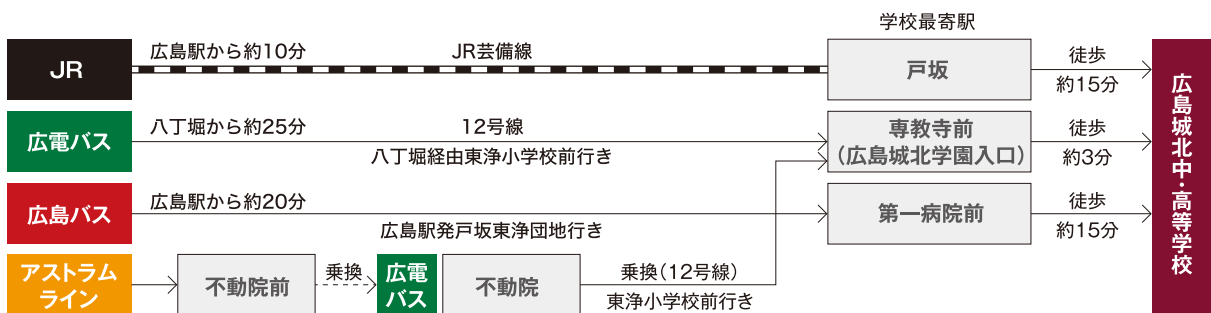 学校最寄駅
JR
広島駅から約10分
JR芸備線
戸坂
徒歩
約15分
広電バス
八丁堀から約25分
12号線
八丁堀経由東浄小学校前行き
専教寺前
（広島城北学園入口）
徒歩
約3分
広島バス
広島駅から約20分
広島駅発戸坂東浄団地行き
第一病院前
徒歩
約15分
アストラム
ライン
不動院前
乗換
広電
バス
不動院
乗換（12号線）
東浄小学校前行き
広島城北中・高等学校